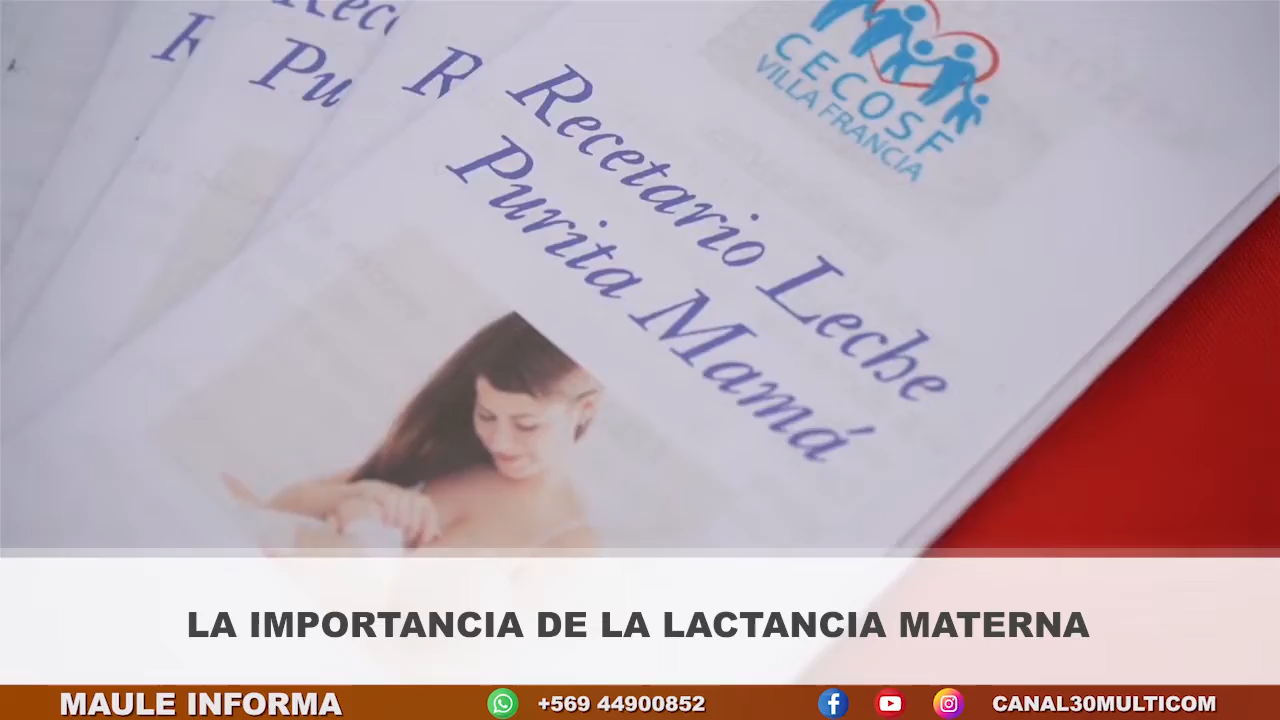 Recetario Leche
Purita Mamá
CECOSF
VILLA FRANCIA
LA IMPORTANCIA DE LA LACTANCIA MATERNA
MAULE INFORMA
+569 44900852
CANAL30MULTICOM